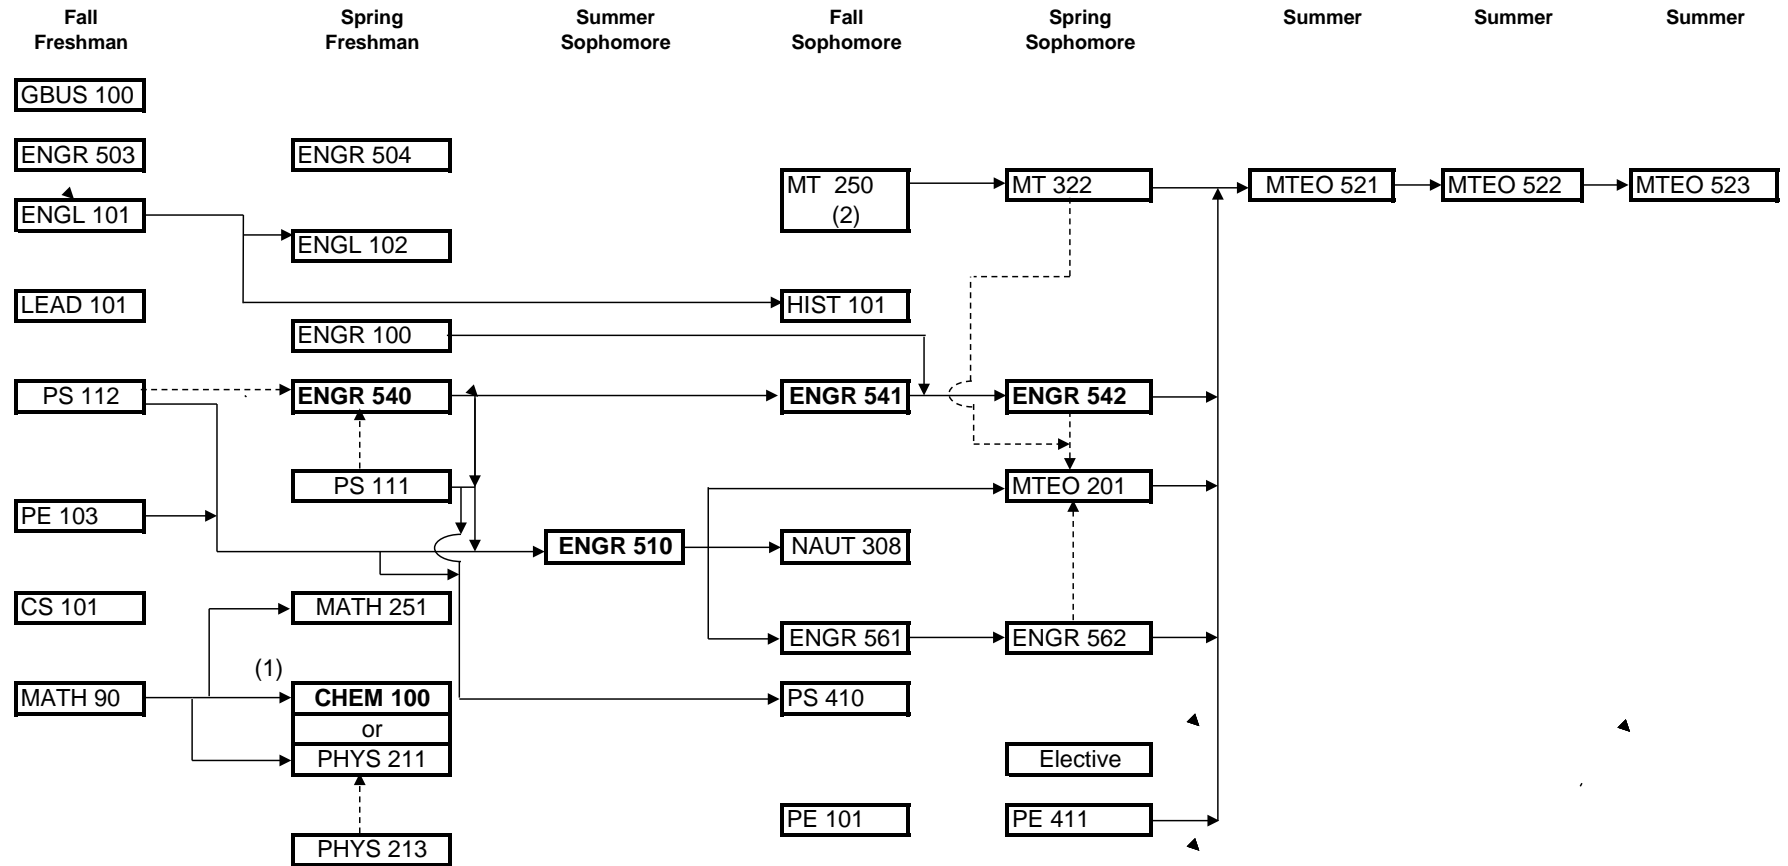 Fall
Freshman
Spring
Freshman
Summer
Sophomore
Fall
Sophomore
Spring
Sophomore
Summer
Summer
Summer
GBUS 100
ENGR 503
ENGR 504
MT 250
(2)
MT 322
MTEO 521
MTEO 522
MTEO 523
ENGL 101
ENGL 102
LEAD 101
HIST 101
ENGR 100
PS 112
ENGR 540
ENGR 541
ENGR 542
PS 111
MTEO 201
PE 103
ENGR 510
NAUT 308
CS 101
MATH 251
ENGR 561
ENGR 562
(1)
MATH 90
CHEM 100
or
PHYS 211
PS 410
Elective
PE 101
PE 411
PHYS 213